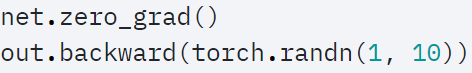 net.zero_grad()
out.backward(torch.randn(1, 10))